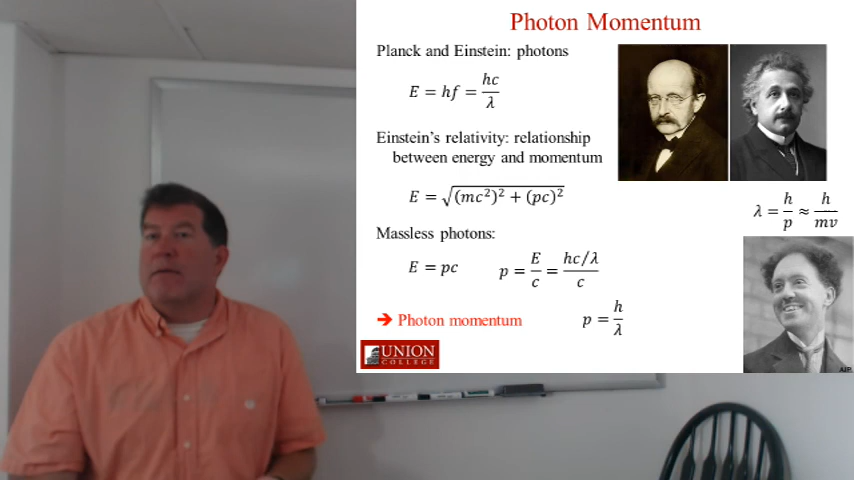 Photon Momentum
Planck and Einstein: photons
E = hf = hc/λ
Einstein's relativity: relationship
between energy and momentum
E = √((mc²)² + (pc)²)
λ = h/p ≈ h/mv
Massless photons:
E = pc    p = E/c = (hc/λ)/c
➔ Photon momentum    p = h/λ
UNION
COLLEGE
AIP